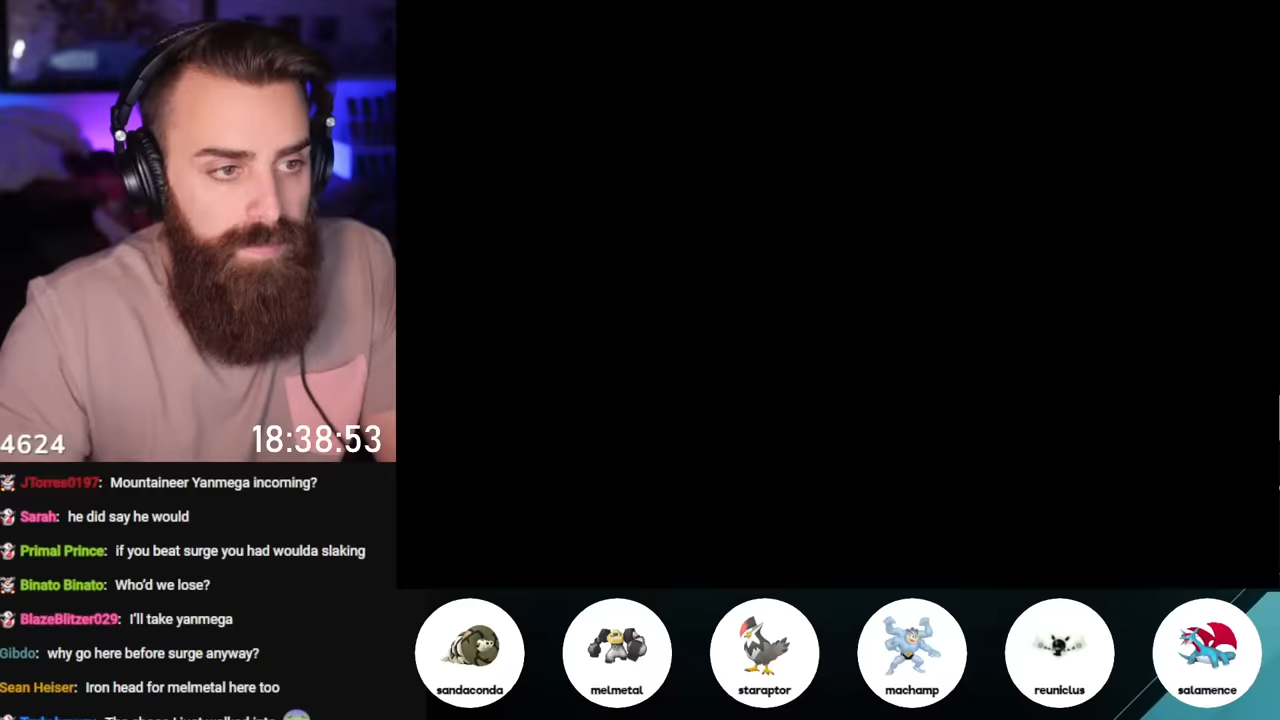 4624
18:38:53
JTorres0197: Mountaineer Yanmega incoming?
Sarah: he did say he would
Primal Prince: if you beat surge you had woulda slaking
Binato Binato: Who'd we lose?
BlazeBlitzer029: I'll take yanmega
Gibdo: why go here before surge anyway?
Sean Heiser: Iron head for melmetal here too
sandaconda
melmetal
staraptor
machamp
reuniclus
salamence